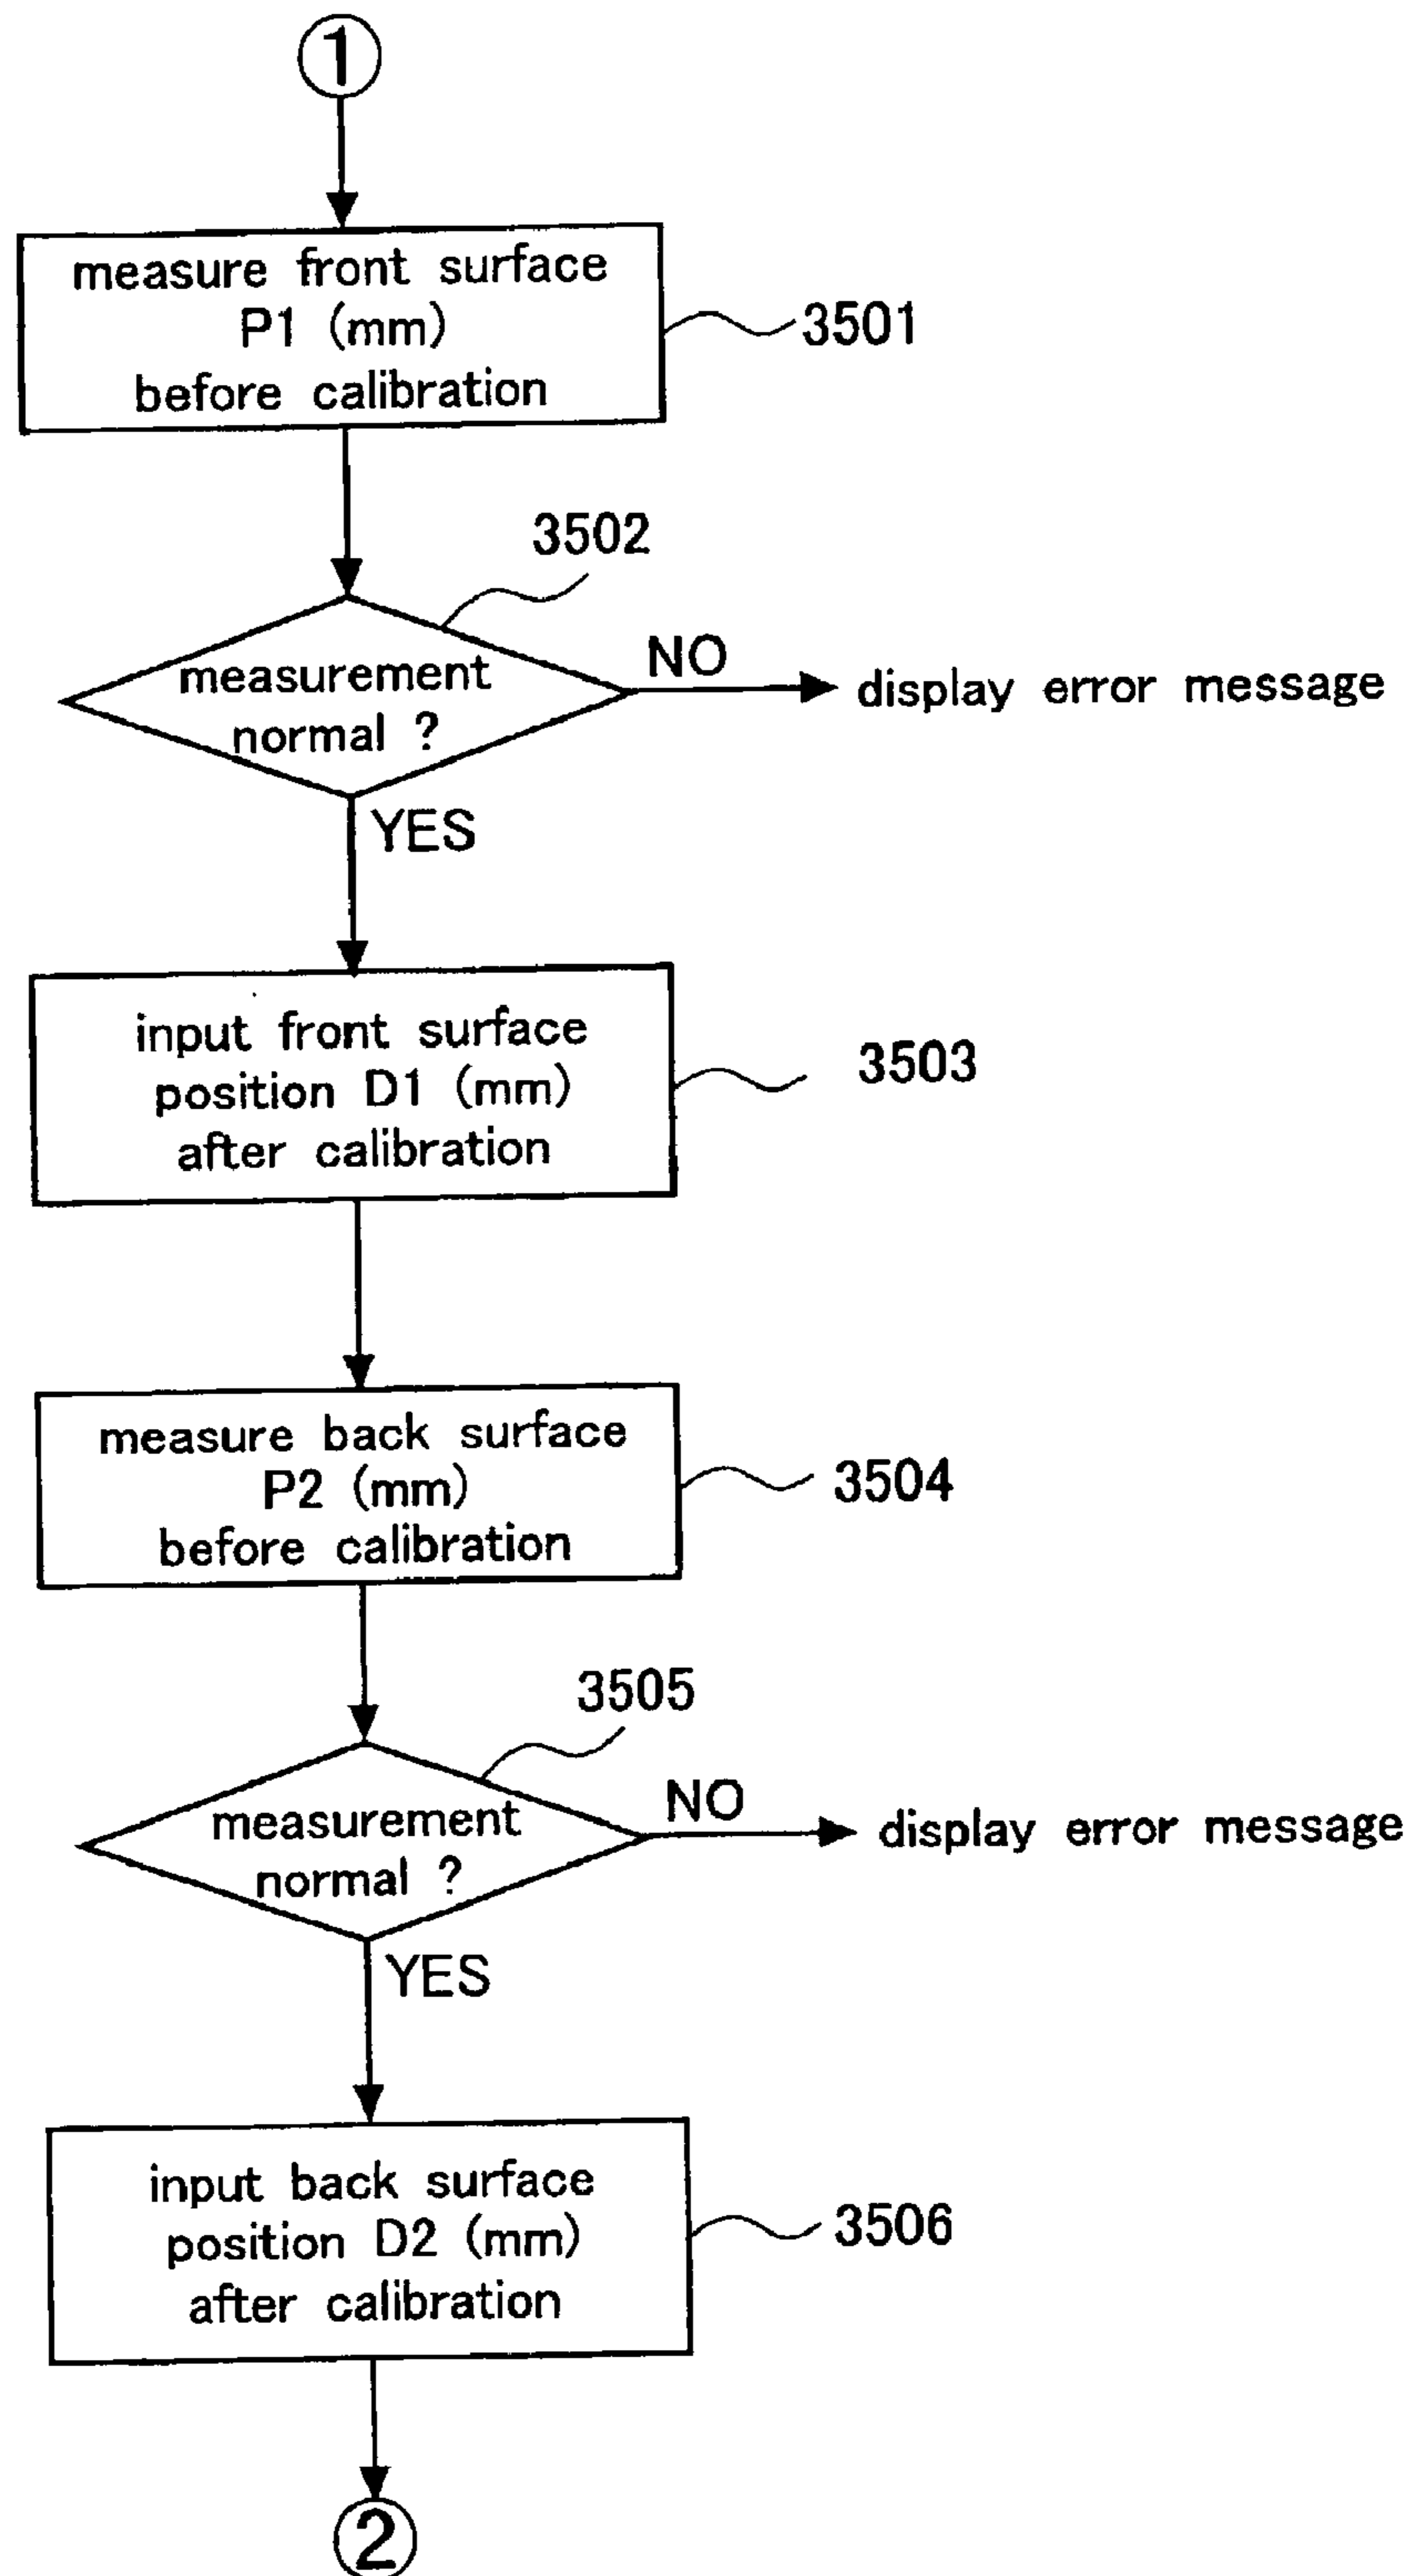 1
measure front surface
P1 (mm)
before calibration
3501
3502
measurement
normal ?
NO
display error message
YES
input front surface
position D1 (mm)
after calibration
3503
measure back surface
P2 (mm)
before calibration
3504
3505
measurement
normal ?
NO
display error message
YES
input back surface
position D2 (mm)
after calibration
3506
2